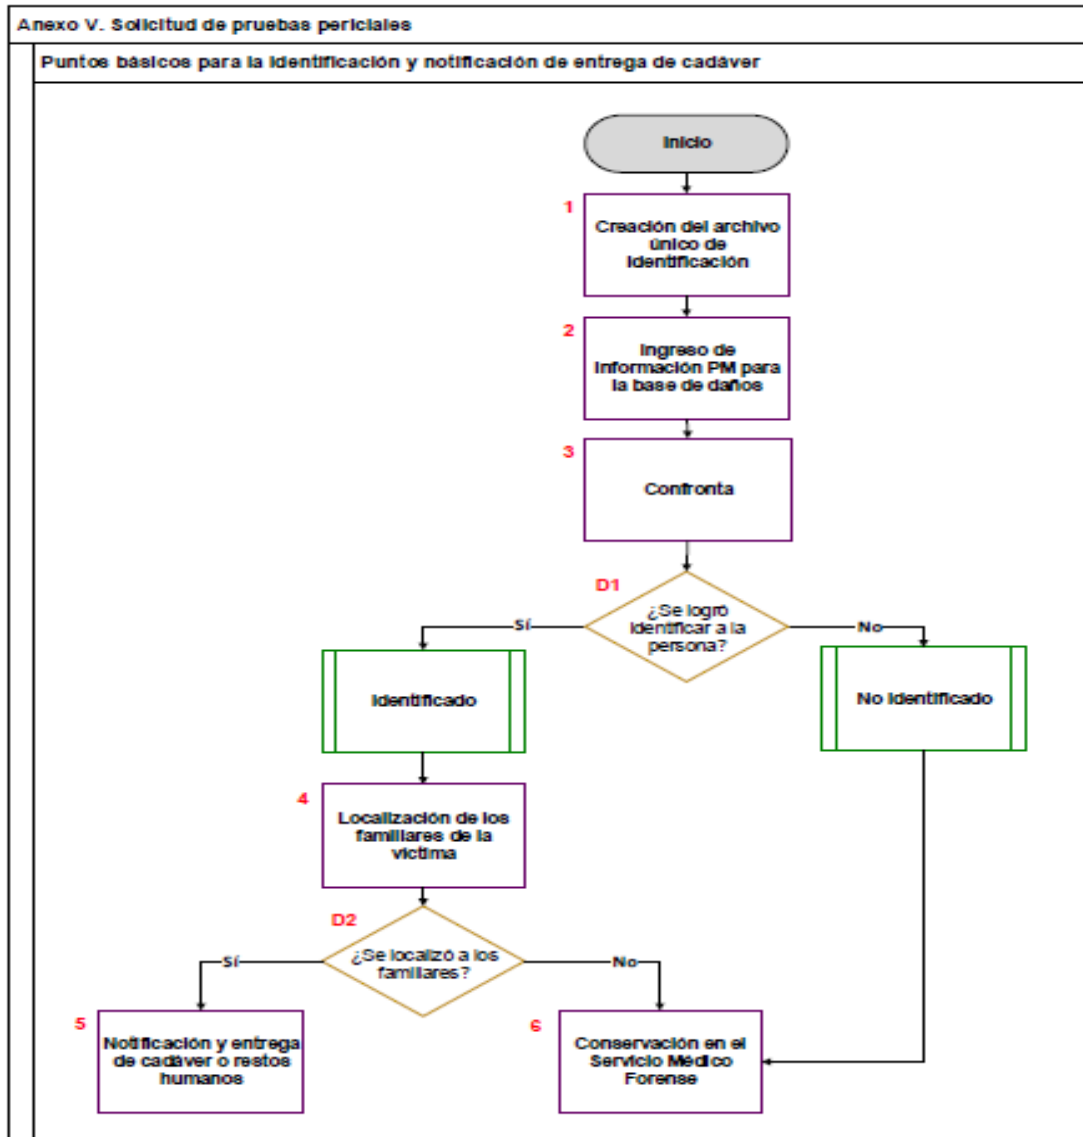 Anexo V. Solicitud de pruebas periciales
Puntos básicos para la identificación y notificación de entrega de cadáver
Inicio
1
Creación del archivo
único de
identificación
2
Ingreso de
información PM para
la base de daños
3
Confronta
D1
¿Se logró
identificar a la
persona?
Sí
No
Identificado
No identificado
4
Localización de los
familiares de la
víctima
D2
¿Se localizó a los
familiares?
Sí
No
5
Notificación y entrega
de cadáver o restos
humanos
6
Conservación en el
Servicio Médico
Forense